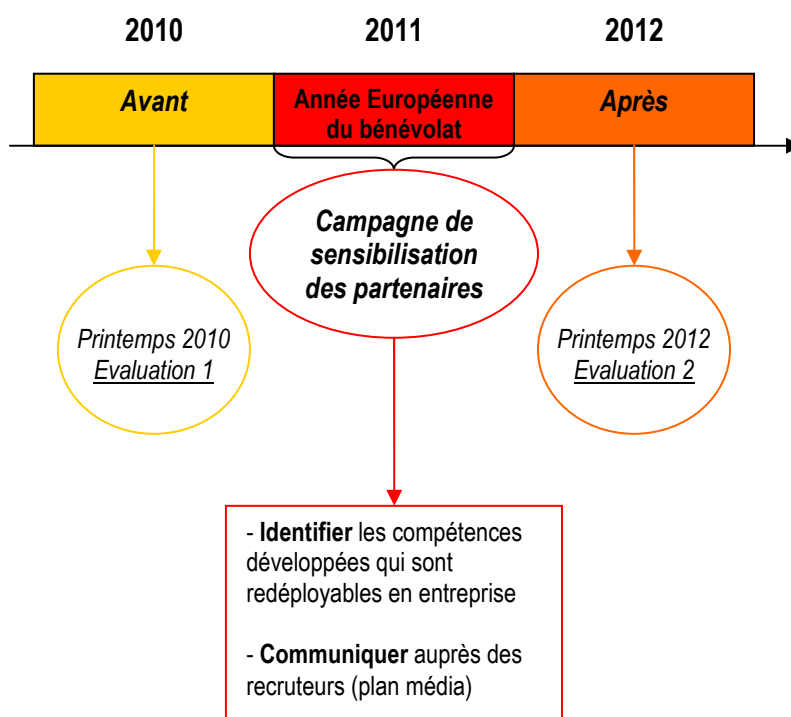 2010 2011 2012
Avant
Année Européenne
du bénévolat
Après
Campagne de
sensibilisation
des partenaires
Printemps 2010
Evaluation 1
Printemps 2012
Evaluation 2
- Identifier les compétences
développées qui sont
redéployables en entreprise
- Communiquer auprès des
recruteurs (plan média)